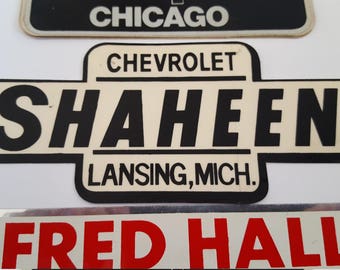 CHICAGO
CHEVROLET
SHAHEEN
LANSING, MICH.
FRED HALL